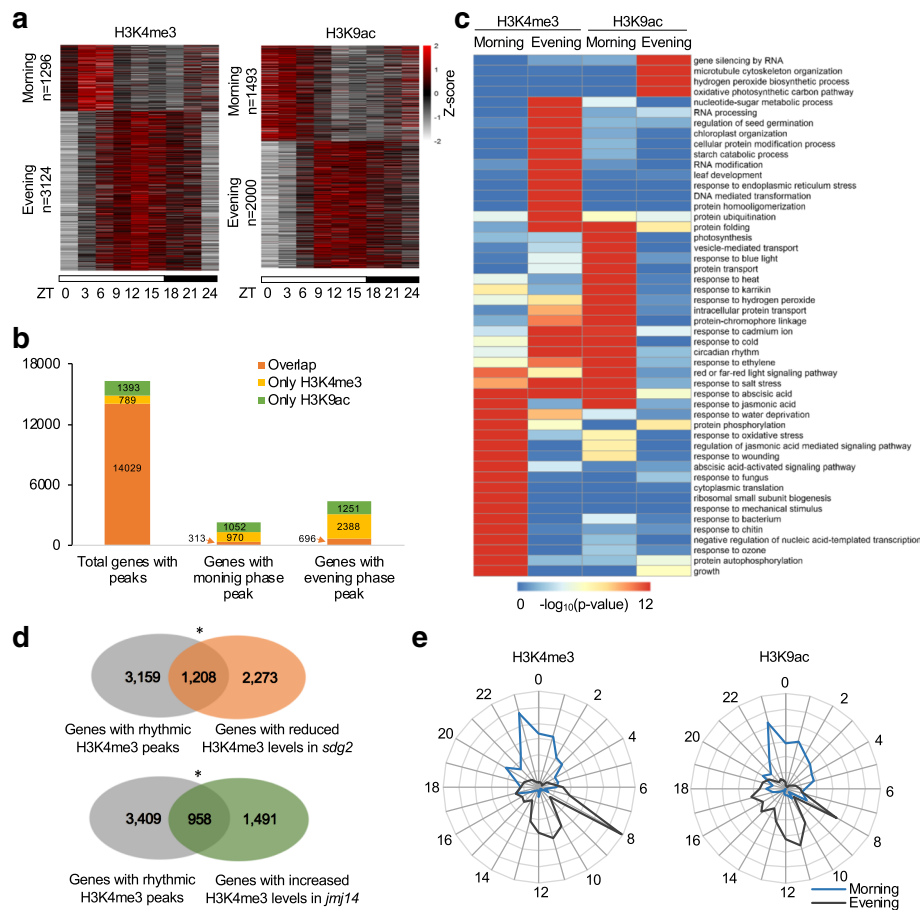 a
H3K4me3
H3K9ac
Morning
n=1296
Evening
n=3124
Morning
n=1493
Evening
n=2000
2
1
0
-1
-2
Z-score
ZT 0 3 6 9 12 15 18 21 24
ZT 0 3 6 9 12 15 18 21 24
b
18000
12000
6000
0
Overlap
Only H3K4me3
Only H3K9ac
1393
789
14029
313
1052
970
696
1251
2388
Total genes with peaks
Genes with moninig phase peak
Genes with evening phase peak
c
H3K4me3 H3K9ac
Morning Evening Morning Evening
gene silencing by RNA
microtubule cytoskeleton organization
hydrogen peroxide biosynthetic process
oxidative photosynthetic carbon pathway
nucleotide-sugar metabolic process
RNA processing
regulation of seed germination
chloroplast organization
cellular protein modification process
starch catabolic process
RNA modification
leaf development
response to endoplasmic reticulum stress
DNA mediated transformation
protein homooligomerization
protein ubiquitination
protein folding
photosynthesis
vesicle-mediated transport
response to blue light
protein transport
response to heat
response to karrikin
response to hydrogen peroxide
intracellular protein transport
protein-chromophore linkage
response to cadmium ion
response to cold
circadian rhythm
response to ethylene
red or far-red light signaling pathway
response to salt stress
response to abscisic acid
response to jasmonic acid
response to water deprivation
protein phosphorylation
response to oxidative stress
regulation of jasmonic acid mediated signaling pathway
response to wounding
abscisic acid-activated signaling pathway
response to fungus
cytoplasmic translation
ribosomal small subunit biogenesis
response to mechanical stimulus
response to bacterium
response to chitin
negative regulation of nucleic acid-templated transcription
response to ozone
protein autophosphorylation
growth
0 -log10(p-value) 12
d
*
3,159 1,208 2,273
Genes with rhythmic H3K4me3 peaks
Genes with reduced H3K4me3 levels in sdg2
*
3,409 958 1,491
Genes with rhythmic H3K4me3 peaks
Genes with increased H3K4me3 levels in jmj14
e
H3K4me3
0
2
4
6
8
10
12
14
16
18
20
22
H3K9ac
0
2
4
6
8
10
12
14
16
18
20
22
Morning
Evening